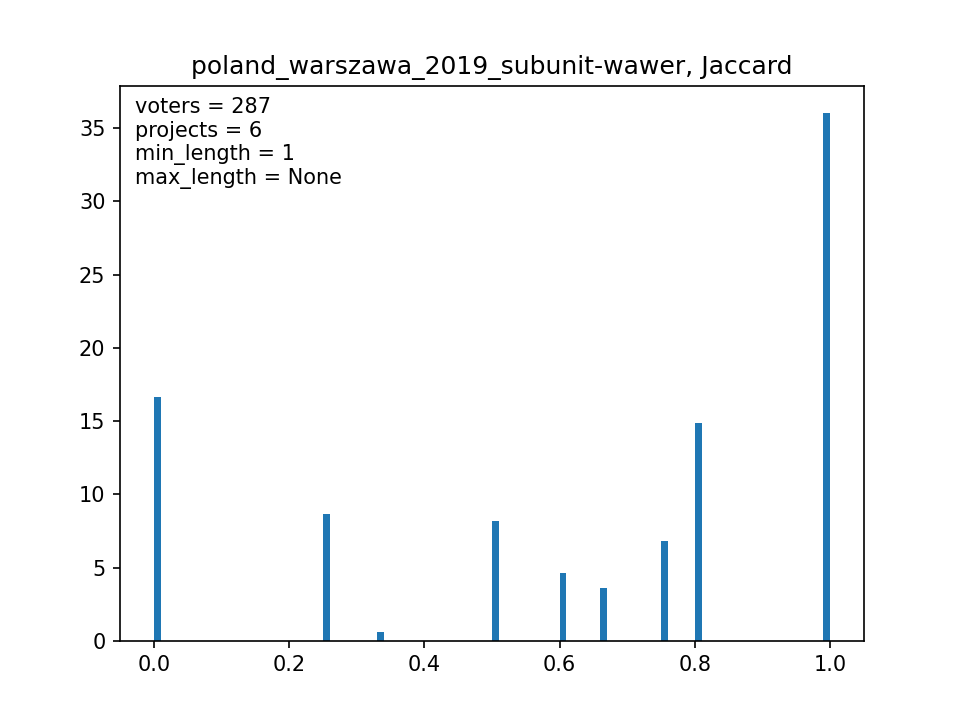 poland_warszawa_2019_subunit-wawer, Jaccard
voters = 287
projects = 6
min_length = 1
max_length = None
35
30
25
20
15
10
5
0
0.0 0.2 0.4 0.6 0.8 1.0